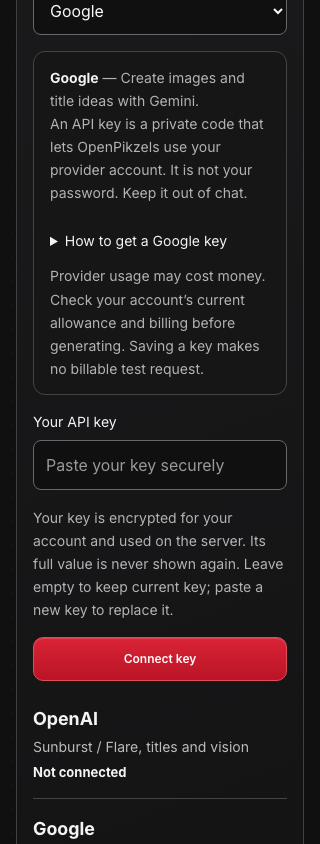 Google
Google — Create images and
title ideas with Gemini.
An API key is a private code that
lets OpenPikzels use your
provider account. It is not your
password. Keep it out of chat.
How to get a Google key
Provider usage may cost money.
Check your account’s current
allowance and billing before
generating. Saving a key makes
no billable test request.
Your API key
Paste your key securely
Your key is encrypted for your
account and used on the server. Its
full value is never shown again. Leave
empty to keep current key; paste a
new key to replace it.
Connect key
OpenAI
Sunburst / Flare, titles and vision
Not connected
Google